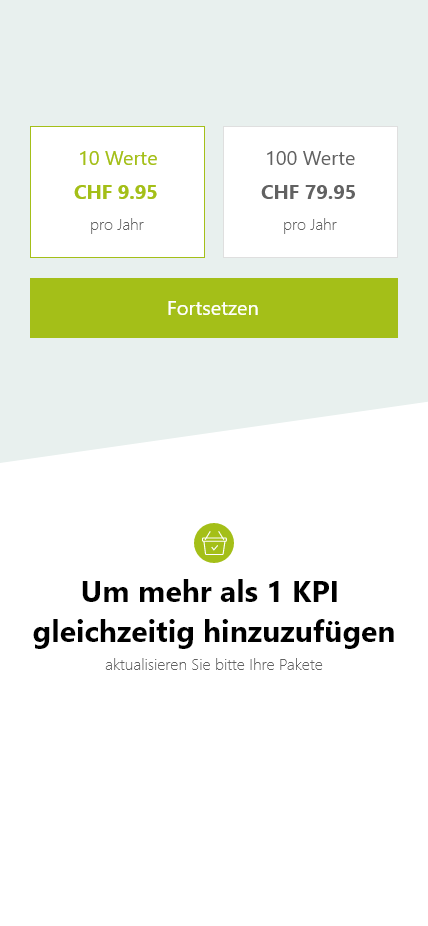 10 Werte
CHF 9.95
pro Jahr
100 Werte
CHF 79.95
pro Jahr
Fortsetzen
Um mehr als 1 KPI
gleichzeitig hinzuzufügen
aktualisieren Sie bitte Ihre Pakete